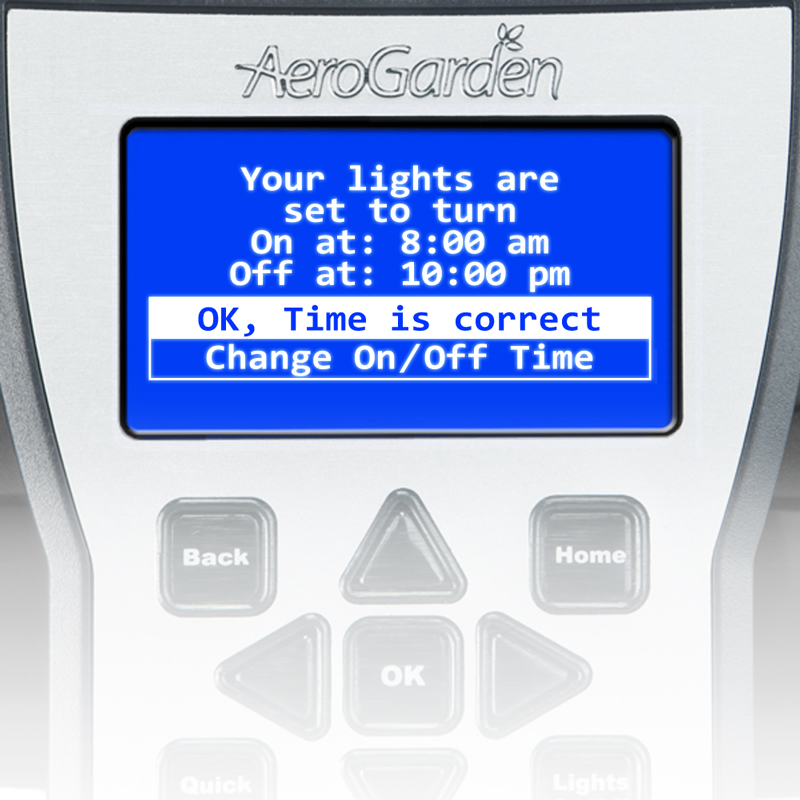 AeroGarden
Your lights are
set to turn
On at: 8:00 am
Off at: 10:00 pm
OK, Time is correct
Change On/Off Time
Back
Home
OK
Quick
Lights